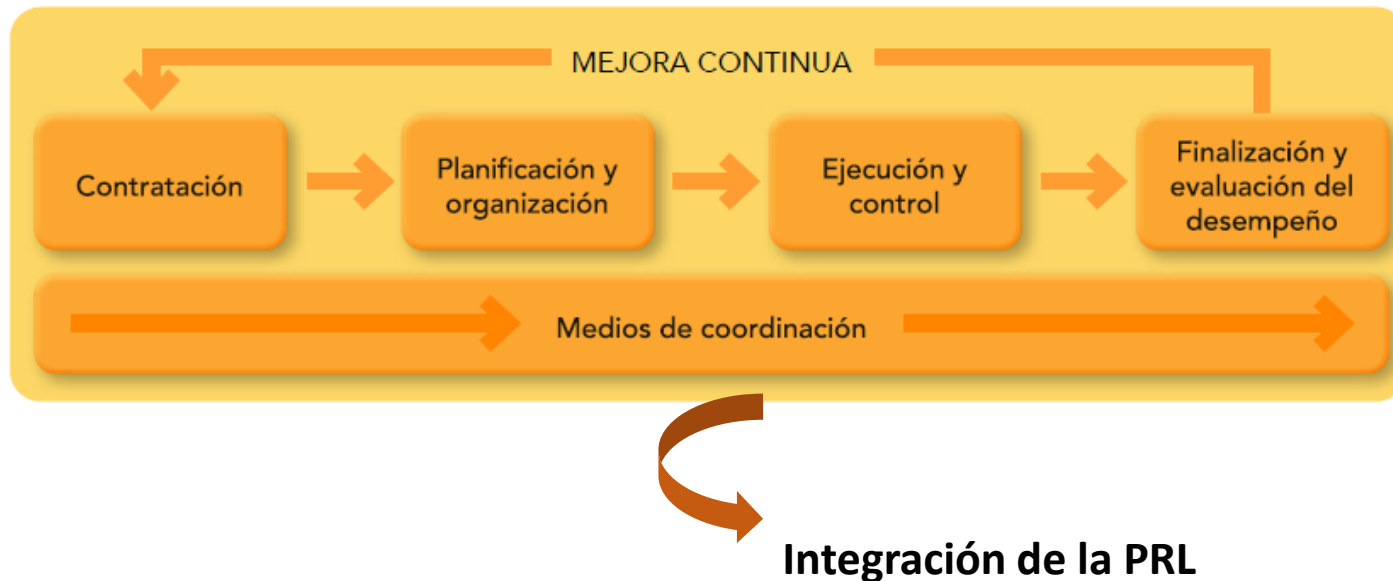 MEJORA CONTINUA
Contratación
Planificación y
organización
Ejecución y
control
Finalización y
evaluación del
desempeño
Medios de coordinación
Integración de la PRL